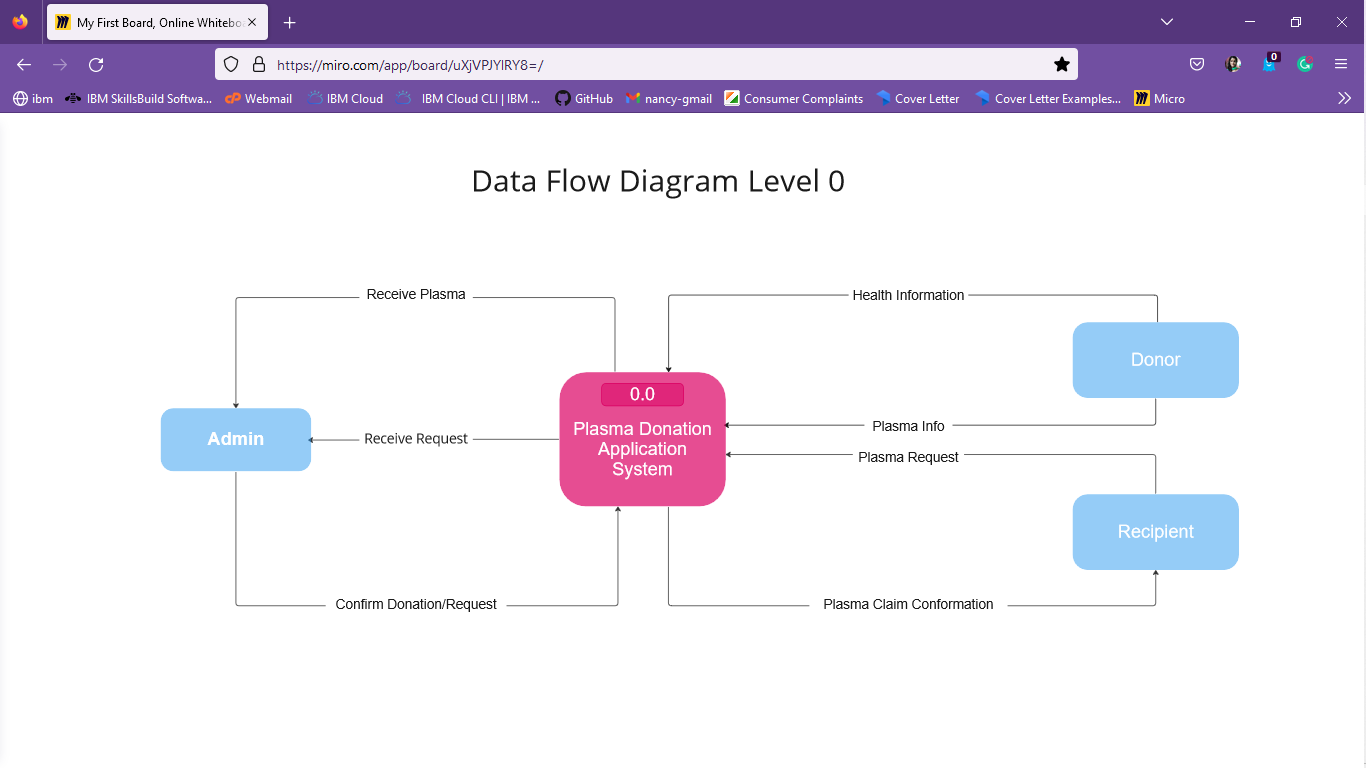 My First Board, Online Whitebo
https://miro.com/app/board/uXjVPJYlRY8=/
0
ibm
IBM SkillsBuild Softwa...
Webmail
IBM Cloud
IBM Cloud CLI | IBM ...
GitHub
nancy-gmail
Consumer Complaints
Cover Letter
Cover Letter Examples...
Micro
Data Flow Diagram Level 0
Receive Plasma
Health Information
Donor
0.0
Plasma Donation
Application
System
Admin
Receive Request
Plasma Info
Plasma Request
Recipient
Confirm Donation/Request
Plasma Claim Conformation